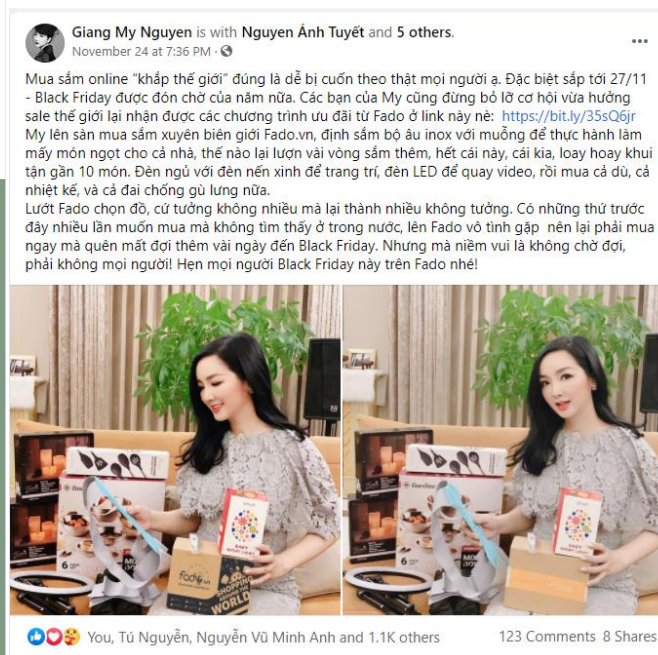 Giang My Nguyen is with Nguyen Ánh Tuyết and 5 others.
November 24 at 7:36 PM ·
Mua sắm online "khắp thế giới" đúng là dễ bị cuốn theo thật mọi người ạ. Đặc biệt sắp tới 27/11
- Black Friday được đón chờ của năm nữa. Các bạn của My cũng đừng bỏ lỡ cơ hội vừa hưởng
sale thế giới lại nhận được các chương trình ưu đãi từ Fado ở link này nè: https://bit.ly/35sQ6jr
My lên sàn mua sắm xuyên biên giới Fado.vn, định sắm bộ âu inox với muỗng để thực hành làm
mấy món ngọt cho cả nhà, thế nào lại lượn vài vòng sắm thêm, hết cái này, cái kia, loay hoay khui
tận gần 10 món. Đèn ngủ với đèn nến xinh để trang trí, đèn LED để quay video, rồi mua cả dù, cả
nhiệt kế, và cả đai chống gù lưng nữa.
Lướt Fado chọn đồ, cứ tưởng không nhiều mà lại thành nhiều không tưởng. Có những thứ trước
đây nhiều lần muốn mua mà không tìm thấy ở trong nước, lên Fado vô tình gặp nên lại phải mua
ngay mà quên mất đợi thêm vài ngày đến Black Friday. Nhưng mà niềm vui là không chờ đợi,
phải không mọi người! Hẹn mọi người Black Friday này trên Fado nhé!
fado.vn
SHOPPING
THE
WORLD
You, Tú Nguyễn, Nguyễn Vũ Minh Anh and 1.1K others
123 Comments 8 Shares